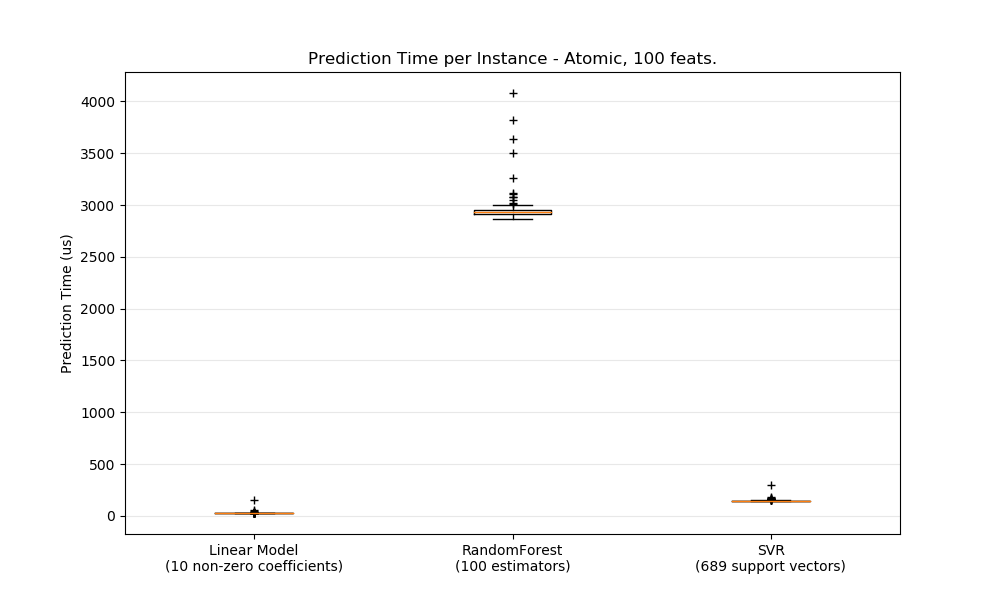 Prediction Time per Instance - Atomic, 100 feats.
Prediction Time (us)
4000
3500
3000
2500
2000
1500
1000
500
0
Linear Model
(10 non-zero coefficients)
RandomForest
(100 estimators)
SVR
(689 support vectors)